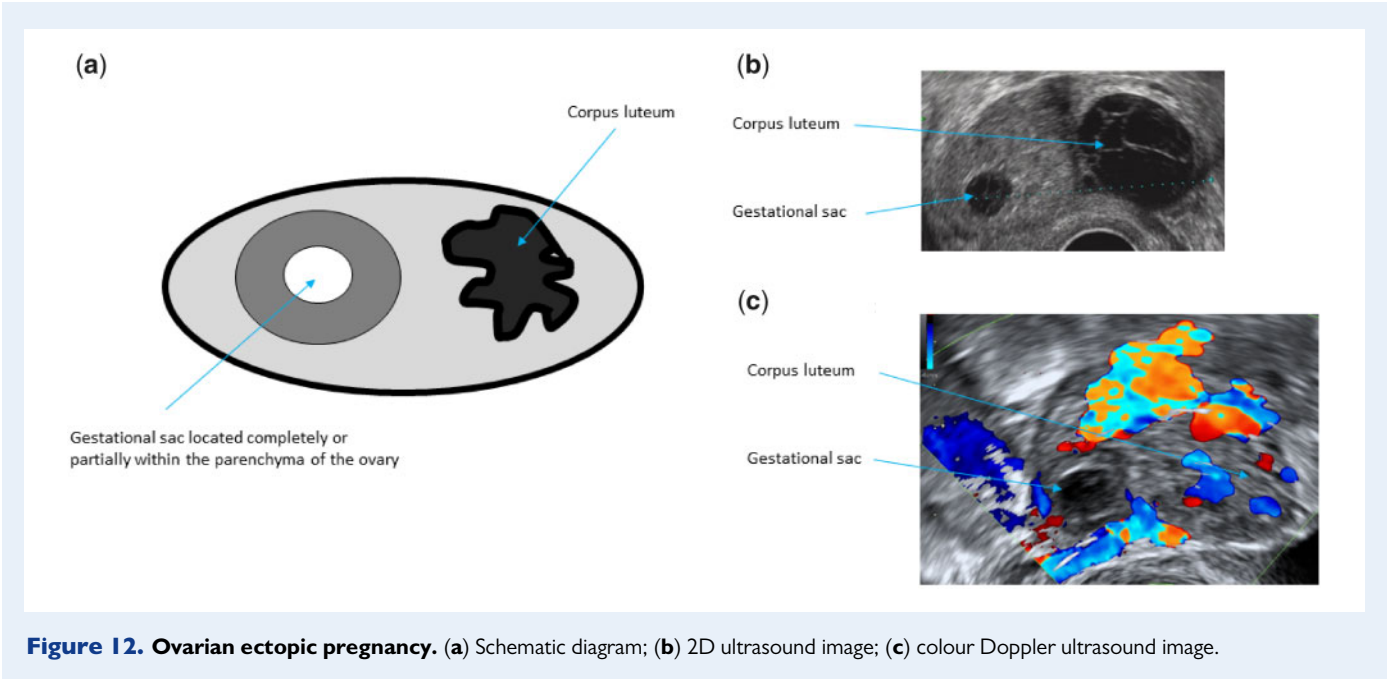 (a)
Corpus luteum
Gestational sac located completely or
partially within the parenchyma of the ovary
(b)
Corpus luteum
Gestational sac
(c)
Corpus luteum
Gestational sac
Figure 12. Ovarian ectopic pregnancy. (a) Schematic diagram; (b) 2D ultrasound image; (c) colour Doppler ultrasound image.